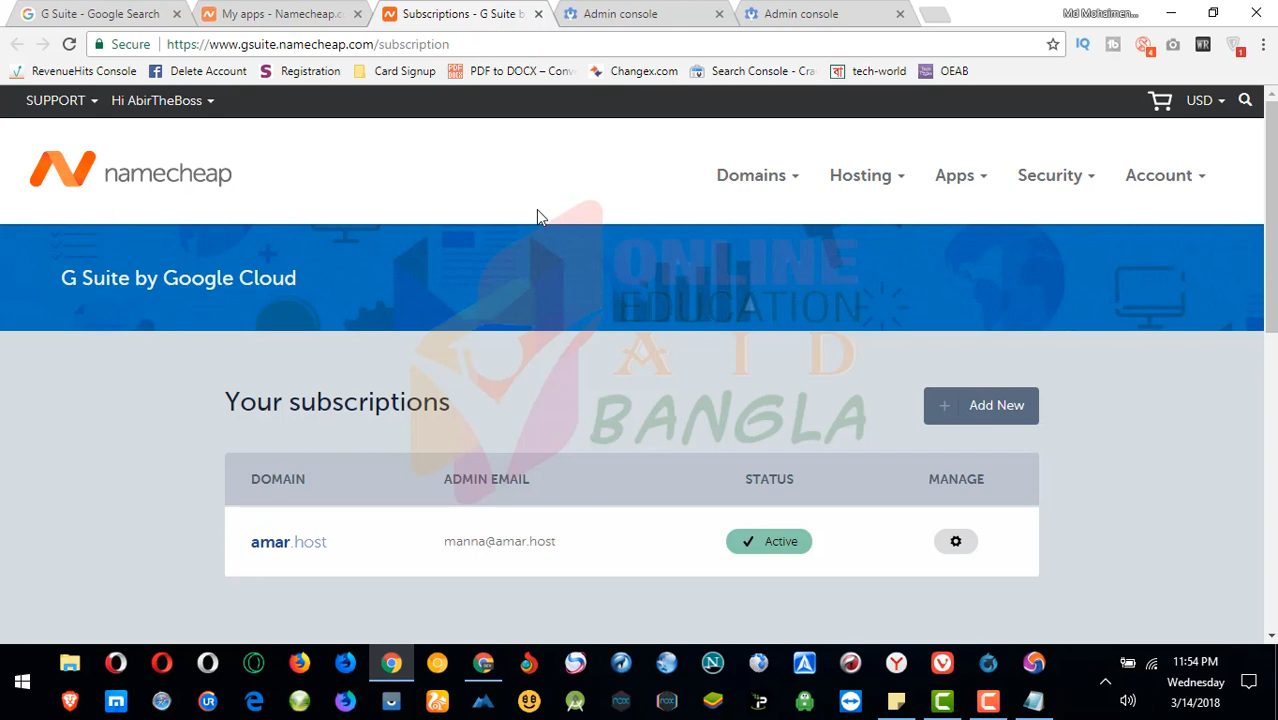 G Suite - Google Search
My apps - Namecheap.c
Subscriptions - G Suite b
Admin console
Admin console
Md Mohaimen...
Secure
https://www.gsuite.namecheap.com/subscription
RevenueHits Console
Delete Account
Registration
Card Signup
PDF to DOCX – Conv
Changex.com
Search Console - Cra
tech-world
OEAB
SUPPORT
Hi AbirTheBoss
USD
namecheap
Domains
Hosting
Apps
Security
Account
G Suite by Google Cloud
ONLINE
EDUCATION
AID
BANGLA
Your subscriptions
+ Add New
DOMAIN
ADMIN EMAIL
STATUS
MANAGE
amar.host
manna@amar.host
Active
11:54 PM
Wednesday
3/14/2018